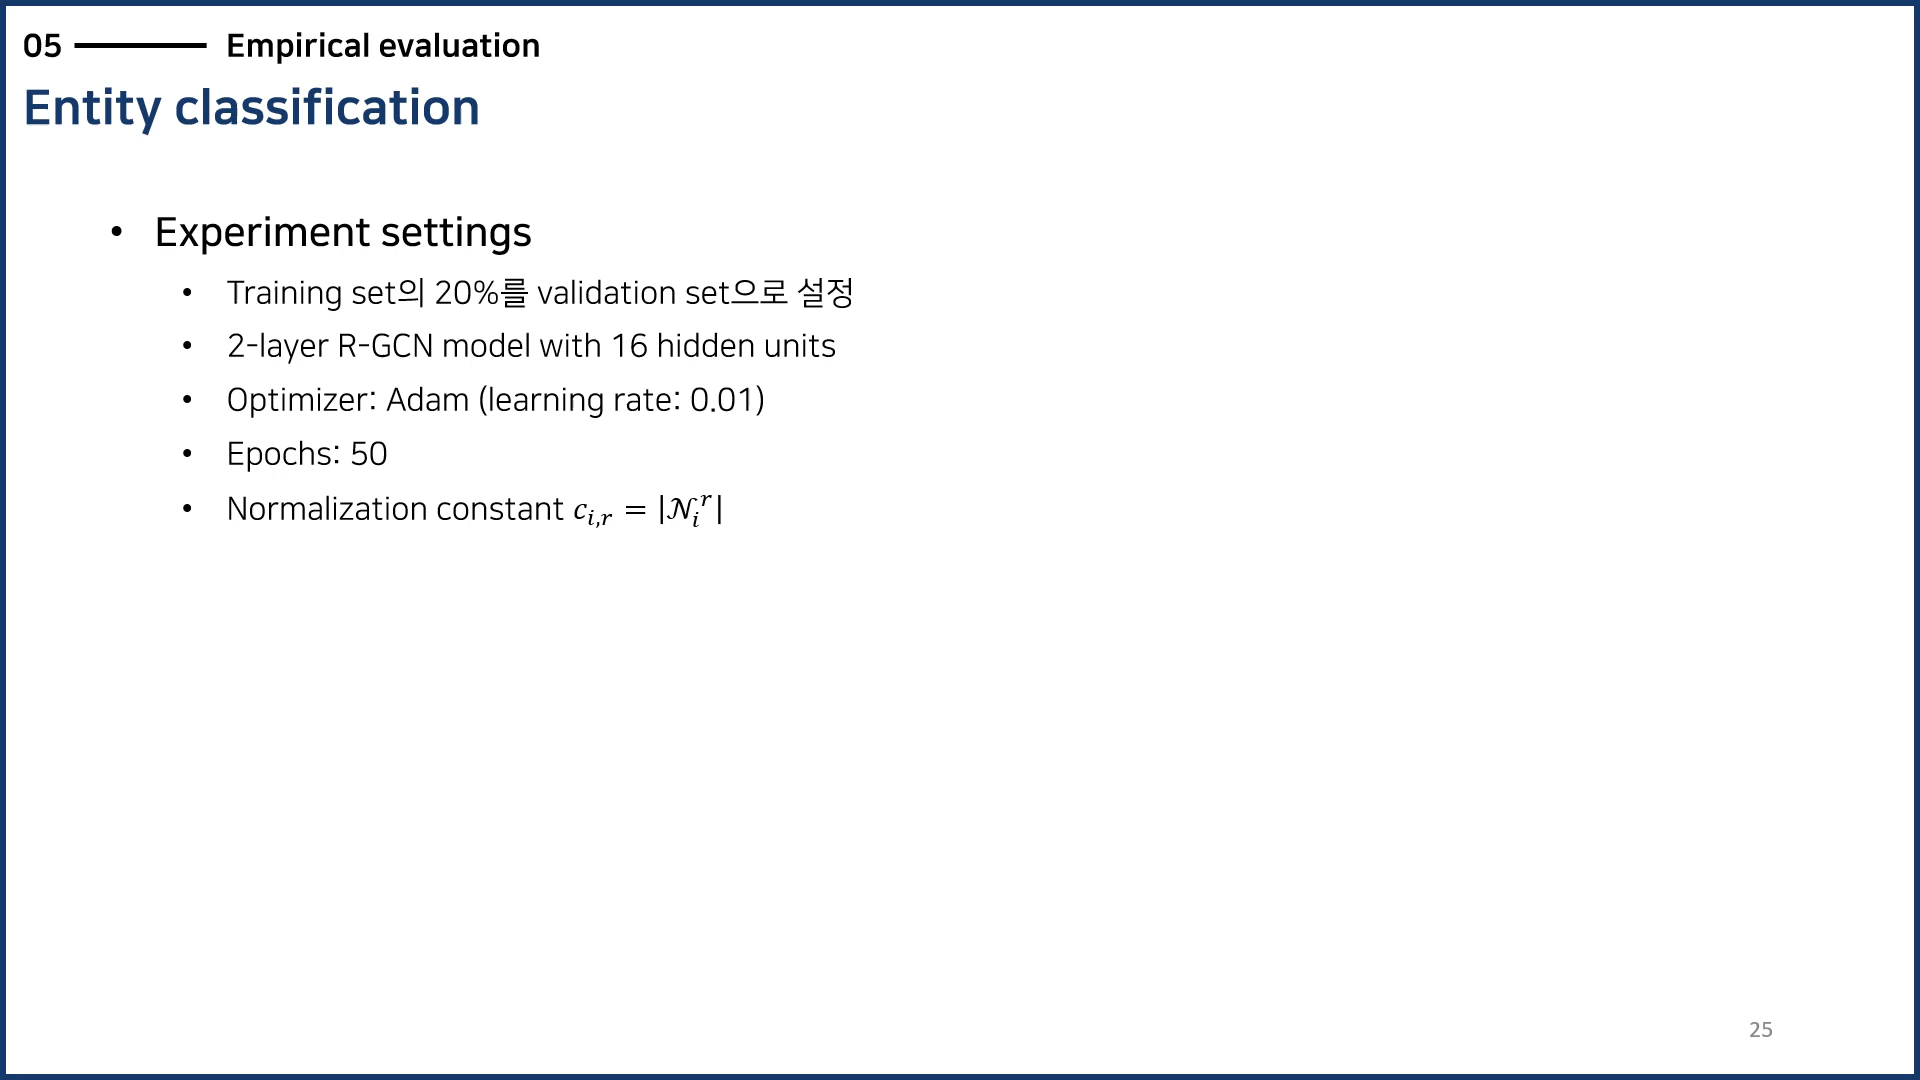 05 Empirical evaluation
Entity classification
• Experiment settings
• Training set의 20%를 validation set으로 설정
• 2-layer R-GCN model with 16 hidden units
• Optimizer: Adam (learning rate: 0.01)
• Epochs: 50
• Normalization constant $c_{i,r} = |\mathcal{N}_i^r|$
25